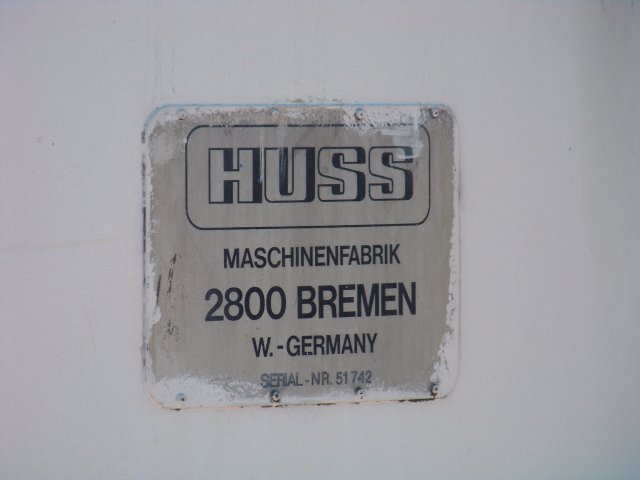 HUSS
MASCHINENFABRIK
2800 BREMEN
W.-GERMANY
SERIAL-NR. 51742